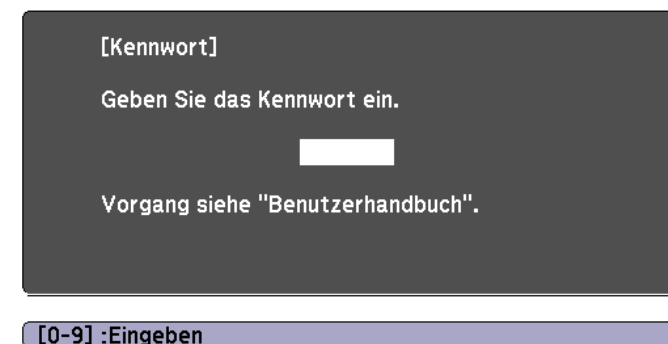 [Kennwort]
Geben Sie das Kennwort ein.
Vorgang siehe "Benutzerhandbuch".
[0-9] :Eingeben